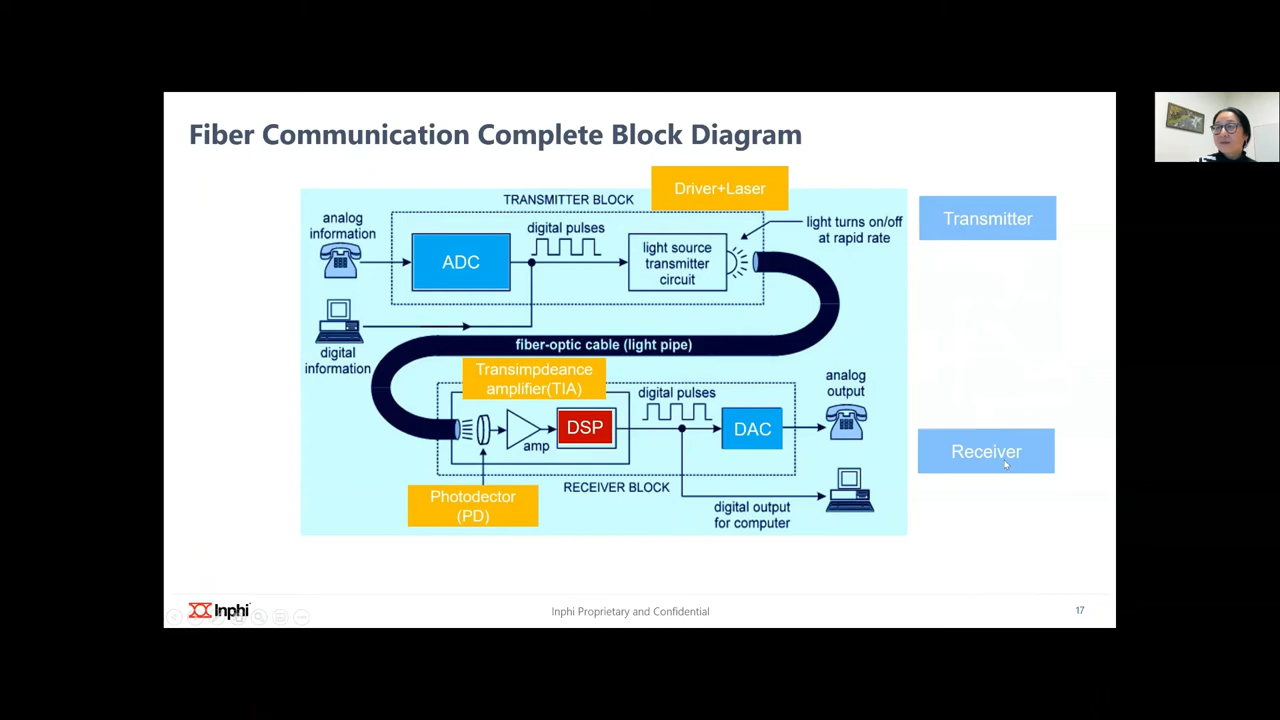 Fiber Communication Complete Block Diagram
Driver+Laser
TRANSMITTER BLOCK
analog
information
digital pulses
ADC
light source
transmitter
circuit
light turns on/off
at rapid rate
Transmitter
digital
information
fiber-optic cable (light pipe)
Transimpdeance
amplifier(TIA)
digital pulses
analog
output
amp
DSP
DAC
Receiver
RECEIVER BLOCK
Photodector
(PD)
digital output
for computer
Inphi
Inphi Proprietary and Confidential
17